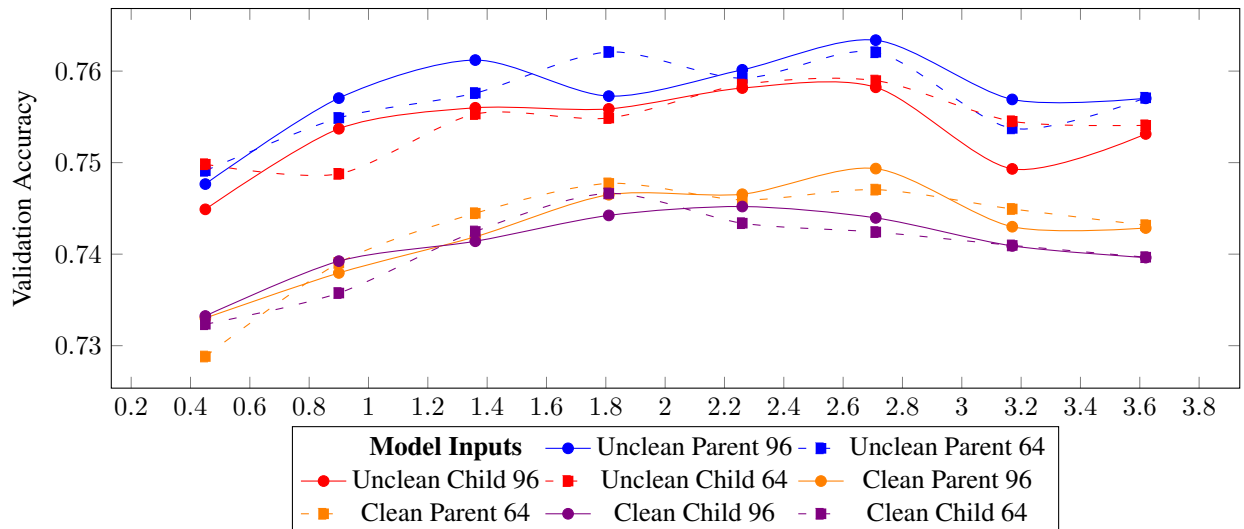 0.76
0.75
0.74
0.73
Validation Accuracy
0.2 0.4 0.6 0.8 1 1.2 1.4 1.6 1.8 2 2.2 2.4 2.6 2.8 3 3.2 3.4 3.6 3.8
Model Inputs Unclean Parent 96 Unclean Parent 64
Unclean Child 96 Unclean Child 64 Clean Parent 96
Clean Parent 64 Clean Child 96 Clean Child 64